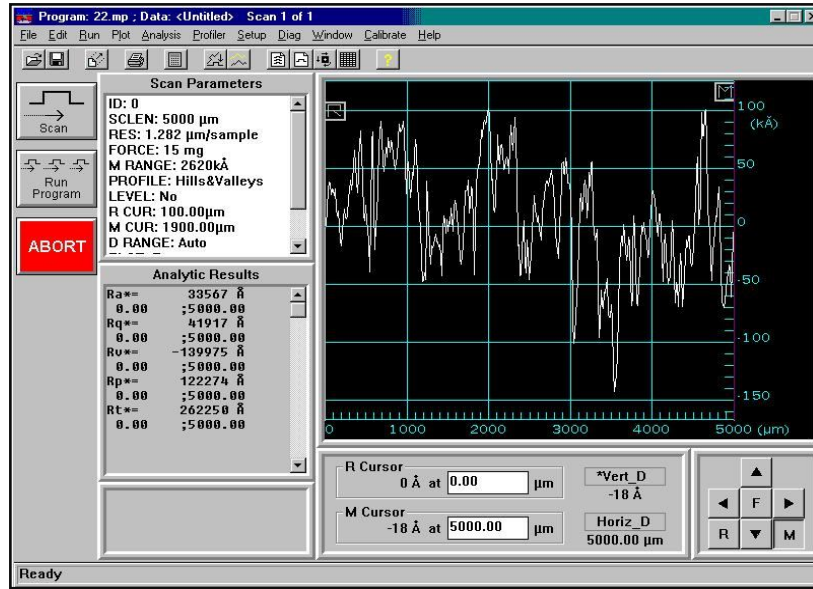 Program: 22.mp ; Data: <Untitled> Scan 1 of 1
File Edit Run Plot Analysis Profiler Setup Diag Window Calibrate Help
Scan
Run
Program
ABORT
Scan Parameters
ID: 0
SCLEN: 5000 µm
RES: 1.282 µm/sample
FORCE: 15 mg
M RANGE: 2620kÅ
PROFILE: Hills&Valleys
LEVEL: No
R CUR: 100.00µm
M CUR: 1900.00µm
D RANGE: Auto
Analytic Results
Ra*= 33567 Å
0.00 ;5000.00
Rq*= 41917 Å
0.00 ;5000.00
Rv*= -139975 Å
0.00 ;5000.00
Rp*= 122274 Å
0.00 ;5000.00
Rt*= 262250 Å
0.00 ;5000.00
R
M
100
(kÅ)
50
0
-50
-100
-150
0 1000 2000 3000 4000 5000 (µm)
R Cursor
0 Å at 0.00 µm
M Cursor
-18 Å at 5000.00 µm
*Vert_D
-18 Å
Horiz_D
5000.00 µm
F
R M
Ready